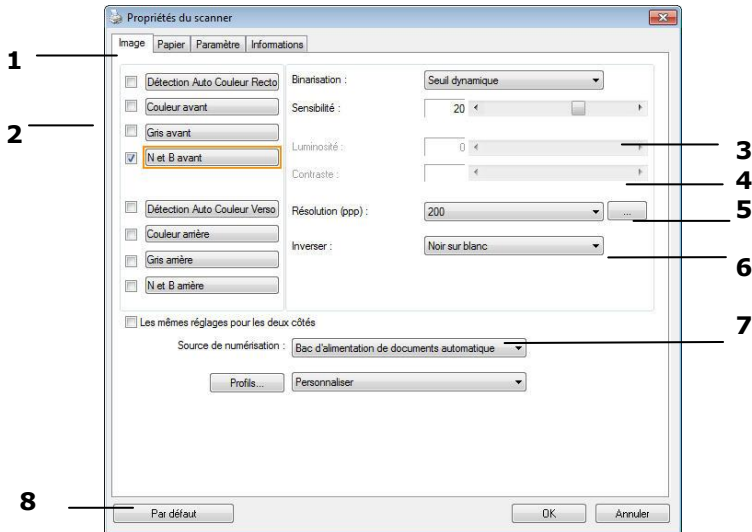 Propriétés du scanner
Image Papier Paramètre Informations
1
Détection Auto Couleur Recto
Binarisation : Seuil dynamique
Couleur avant
Sensibilité : 20
2
Gris avant
N et B avant
Luminosité : 0
3
Contraste :
4
Détection Auto Couleur Verso
Résolution (ppp) : 200 ...
5
Couleur arrière
Inverser : Noir sur blanc
6
Gris arrière
N et B arrière
Les mêmes réglages pour les deux côtés
7
Source de numérisation : Bac d'alimentation de documents automatique
Profils... Personnaliser
8
Par défaut OK Annuler